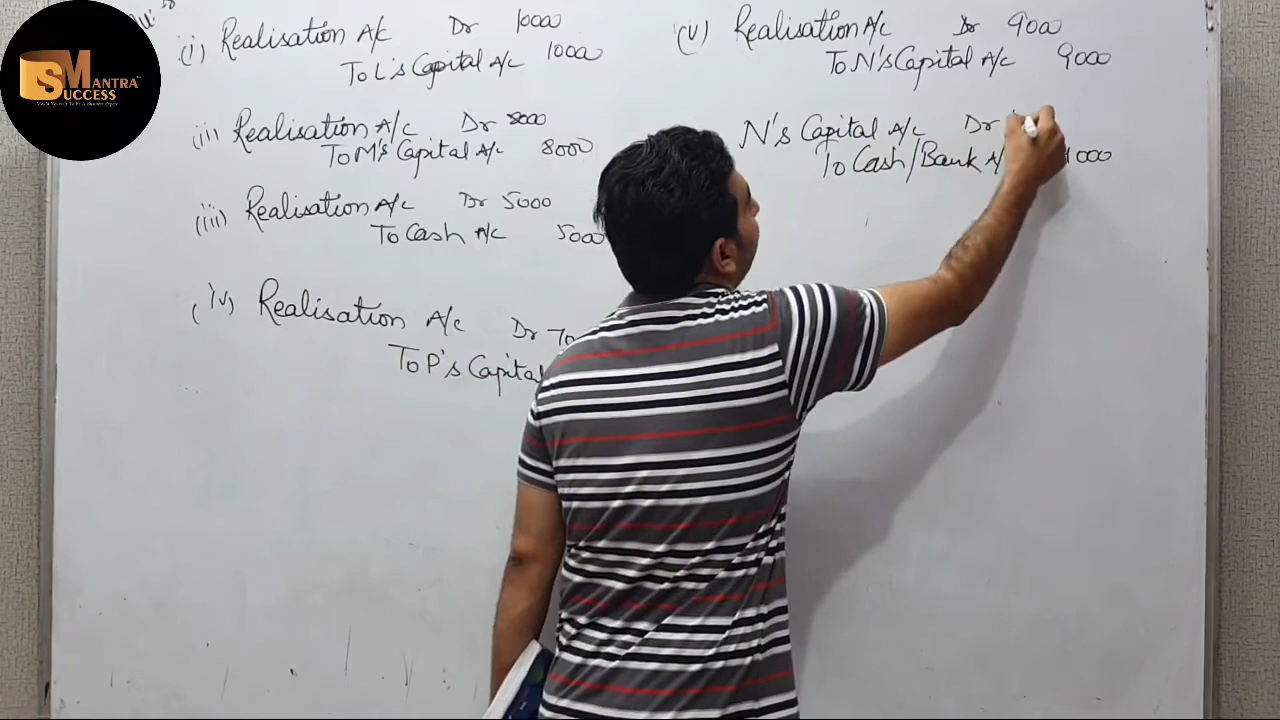 MANTRA
SUCCESS
(i) Realisation A/c Dr 1000
To L's Capital A/c 1000
(ii) Realisation A/c Dr 8000
To M's Capital A/c 8000
(iii) Realisation A/c Dr 5000
To Cash A/c 5000
(iv) Realisation A/c Dr
To P's Capital
(v) Realisation A/c Dr 9000
To N's Capital A/c 9000
N's Capital A/c Dr
To Cash/Bank